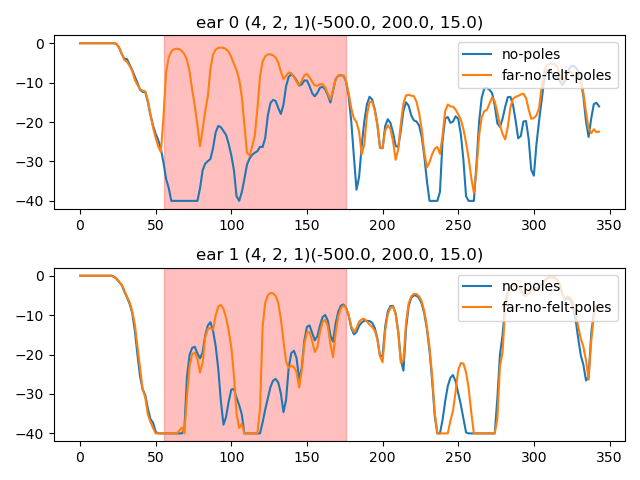 ear 0 (4, 2, 1)(-500.0, 200.0, 15.0)
0
−10
−20
−30
−40
no-poles
far-no-felt-poles
0 50 100 150 200 250 300 350
ear 1 (4, 2, 1)(-500.0, 200.0, 15.0)
0
−10
−20
−30
−40
no-poles
far-no-felt-poles
0 50 100 150 200 250 300 350